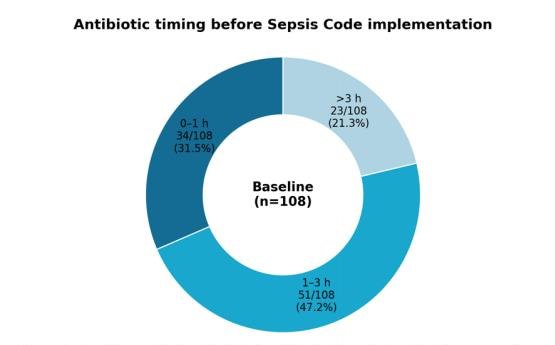 Antibiotic timing before Sepsis Code implementation
>3 h
23/108
(21.3%)
0–1 h
34/108
(31.5%)
Baseline
(n=108)
1–3 h
51/108
(47.2%)